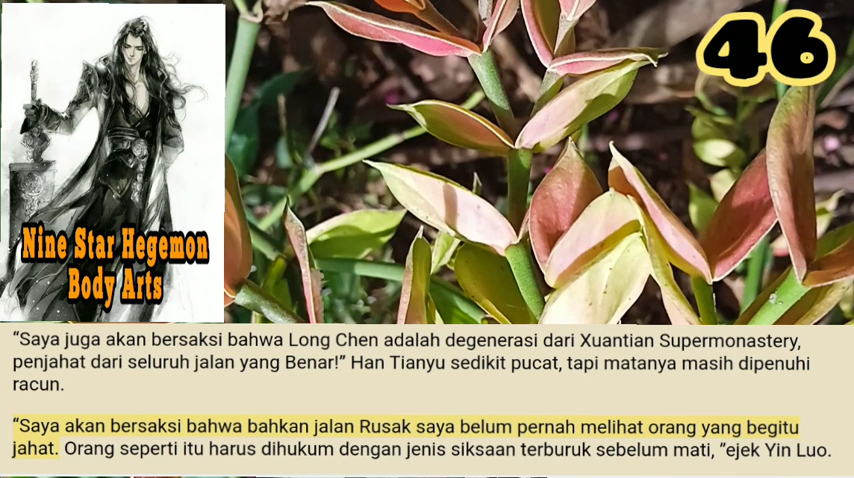 46
Nine Star Hegemon
Body Arts
“Saya juga akan bersaksi bahwa Long Chen adalah degenerasi dari Xuantian Supermonastery,
penjahat dari seluruh jalan yang Benar!” Han Tianyu sedikit pucat, tapi matanya masih dipenuhi
racun.
“Saya akan bersaksi bahwa bahkan jalan Rusak saya belum pernah melihat orang yang begitu
jahat. Orang seperti itu harus dihukum dengan jenis siksaan terburuk sebelum mati, ”ejek Yin Luo.